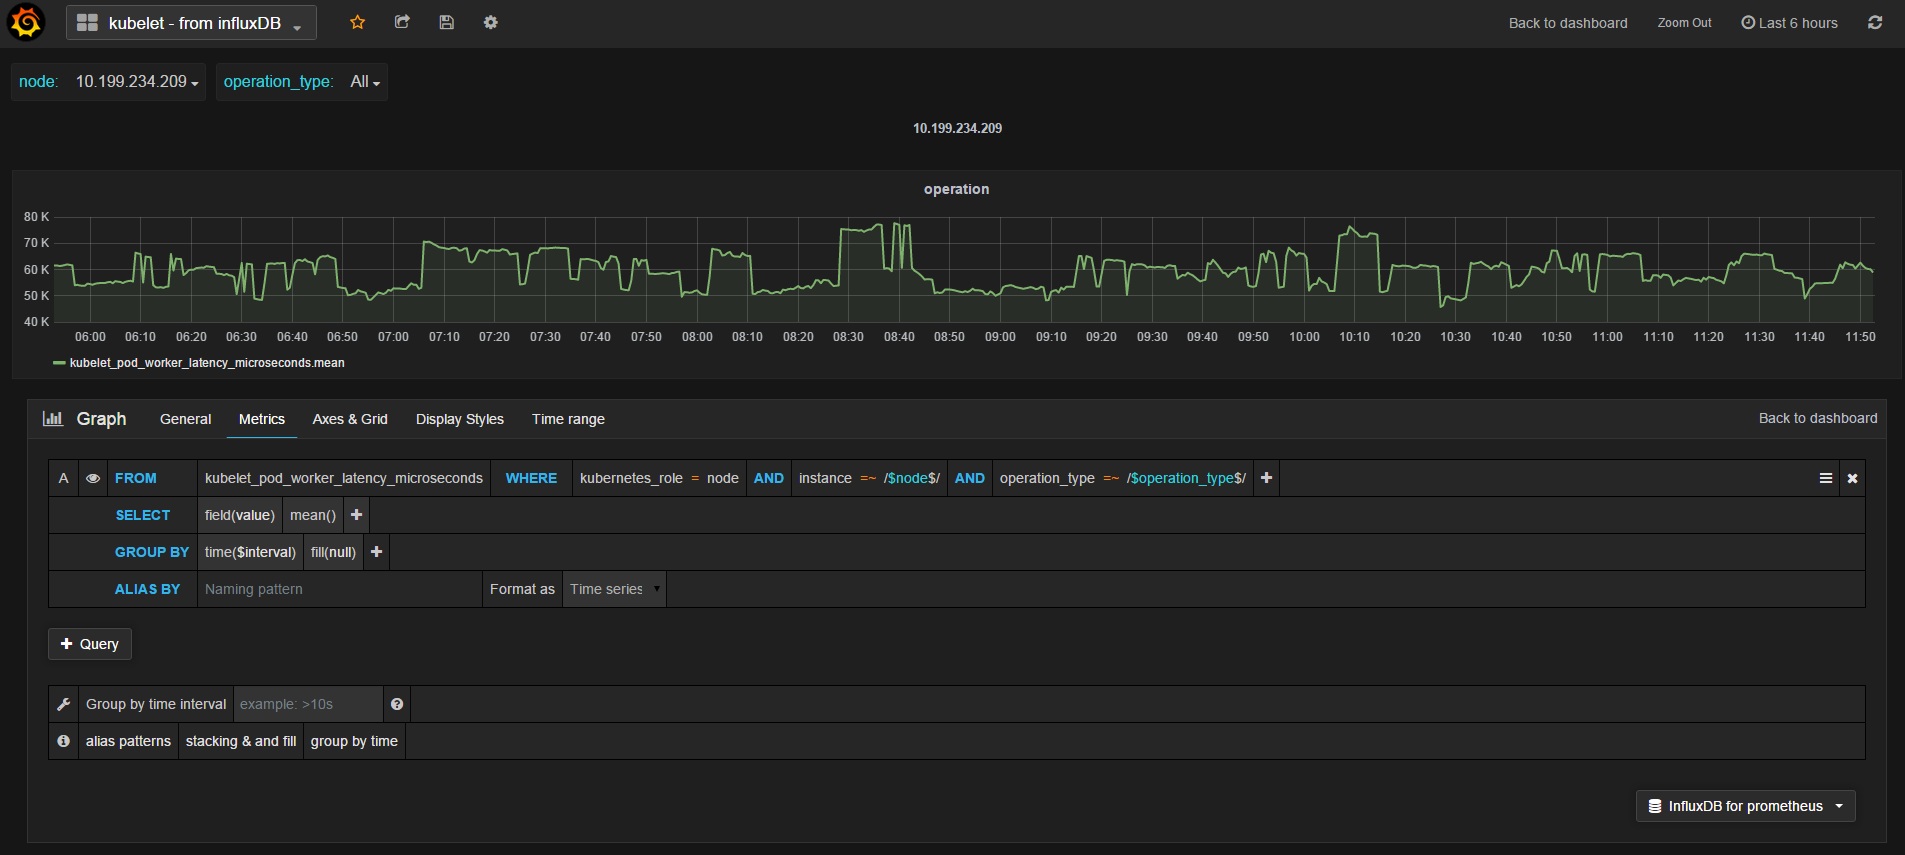 kubelet - from influxDB Back to dashboard Zoom Out Last 6 hours
node: 10.199.234.209 operation_type: All
10.199.234.209
operation
80 K
70 K
60 K
50 K
40 K
06:00 06:10 06:20 06:30 06:40 06:50 07:00 07:10 07:20 07:30 07:40 07:50 08:00 08:10 08:20 08:30 08:40 08:50 09:00 09:10 09:20 09:30 09:40 09:50 10:00 10:10 10:20 10:30 10:40 10:50 11:00 11:10 11:20 11:30 11:40 11:50
kubelet_pod_worker_latency_microseconds.mean
Graph General Metrics Axes & Grid Display Styles Time range Back to dashboard
A FROM kubelet_pod_worker_latency_microseconds WHERE kubernetes_role = node AND instance =~ /$node$/ AND operation_type =~ /$operation_type$/ +
SELECT field(value) mean() +
GROUP BY time($interval) fill(null) +
ALIAS BY Naming pattern Format as Time series
+ Query
Group by time interval example: >10s
alias patterns stacking & and fill group by time
InfluxDB for prometheus